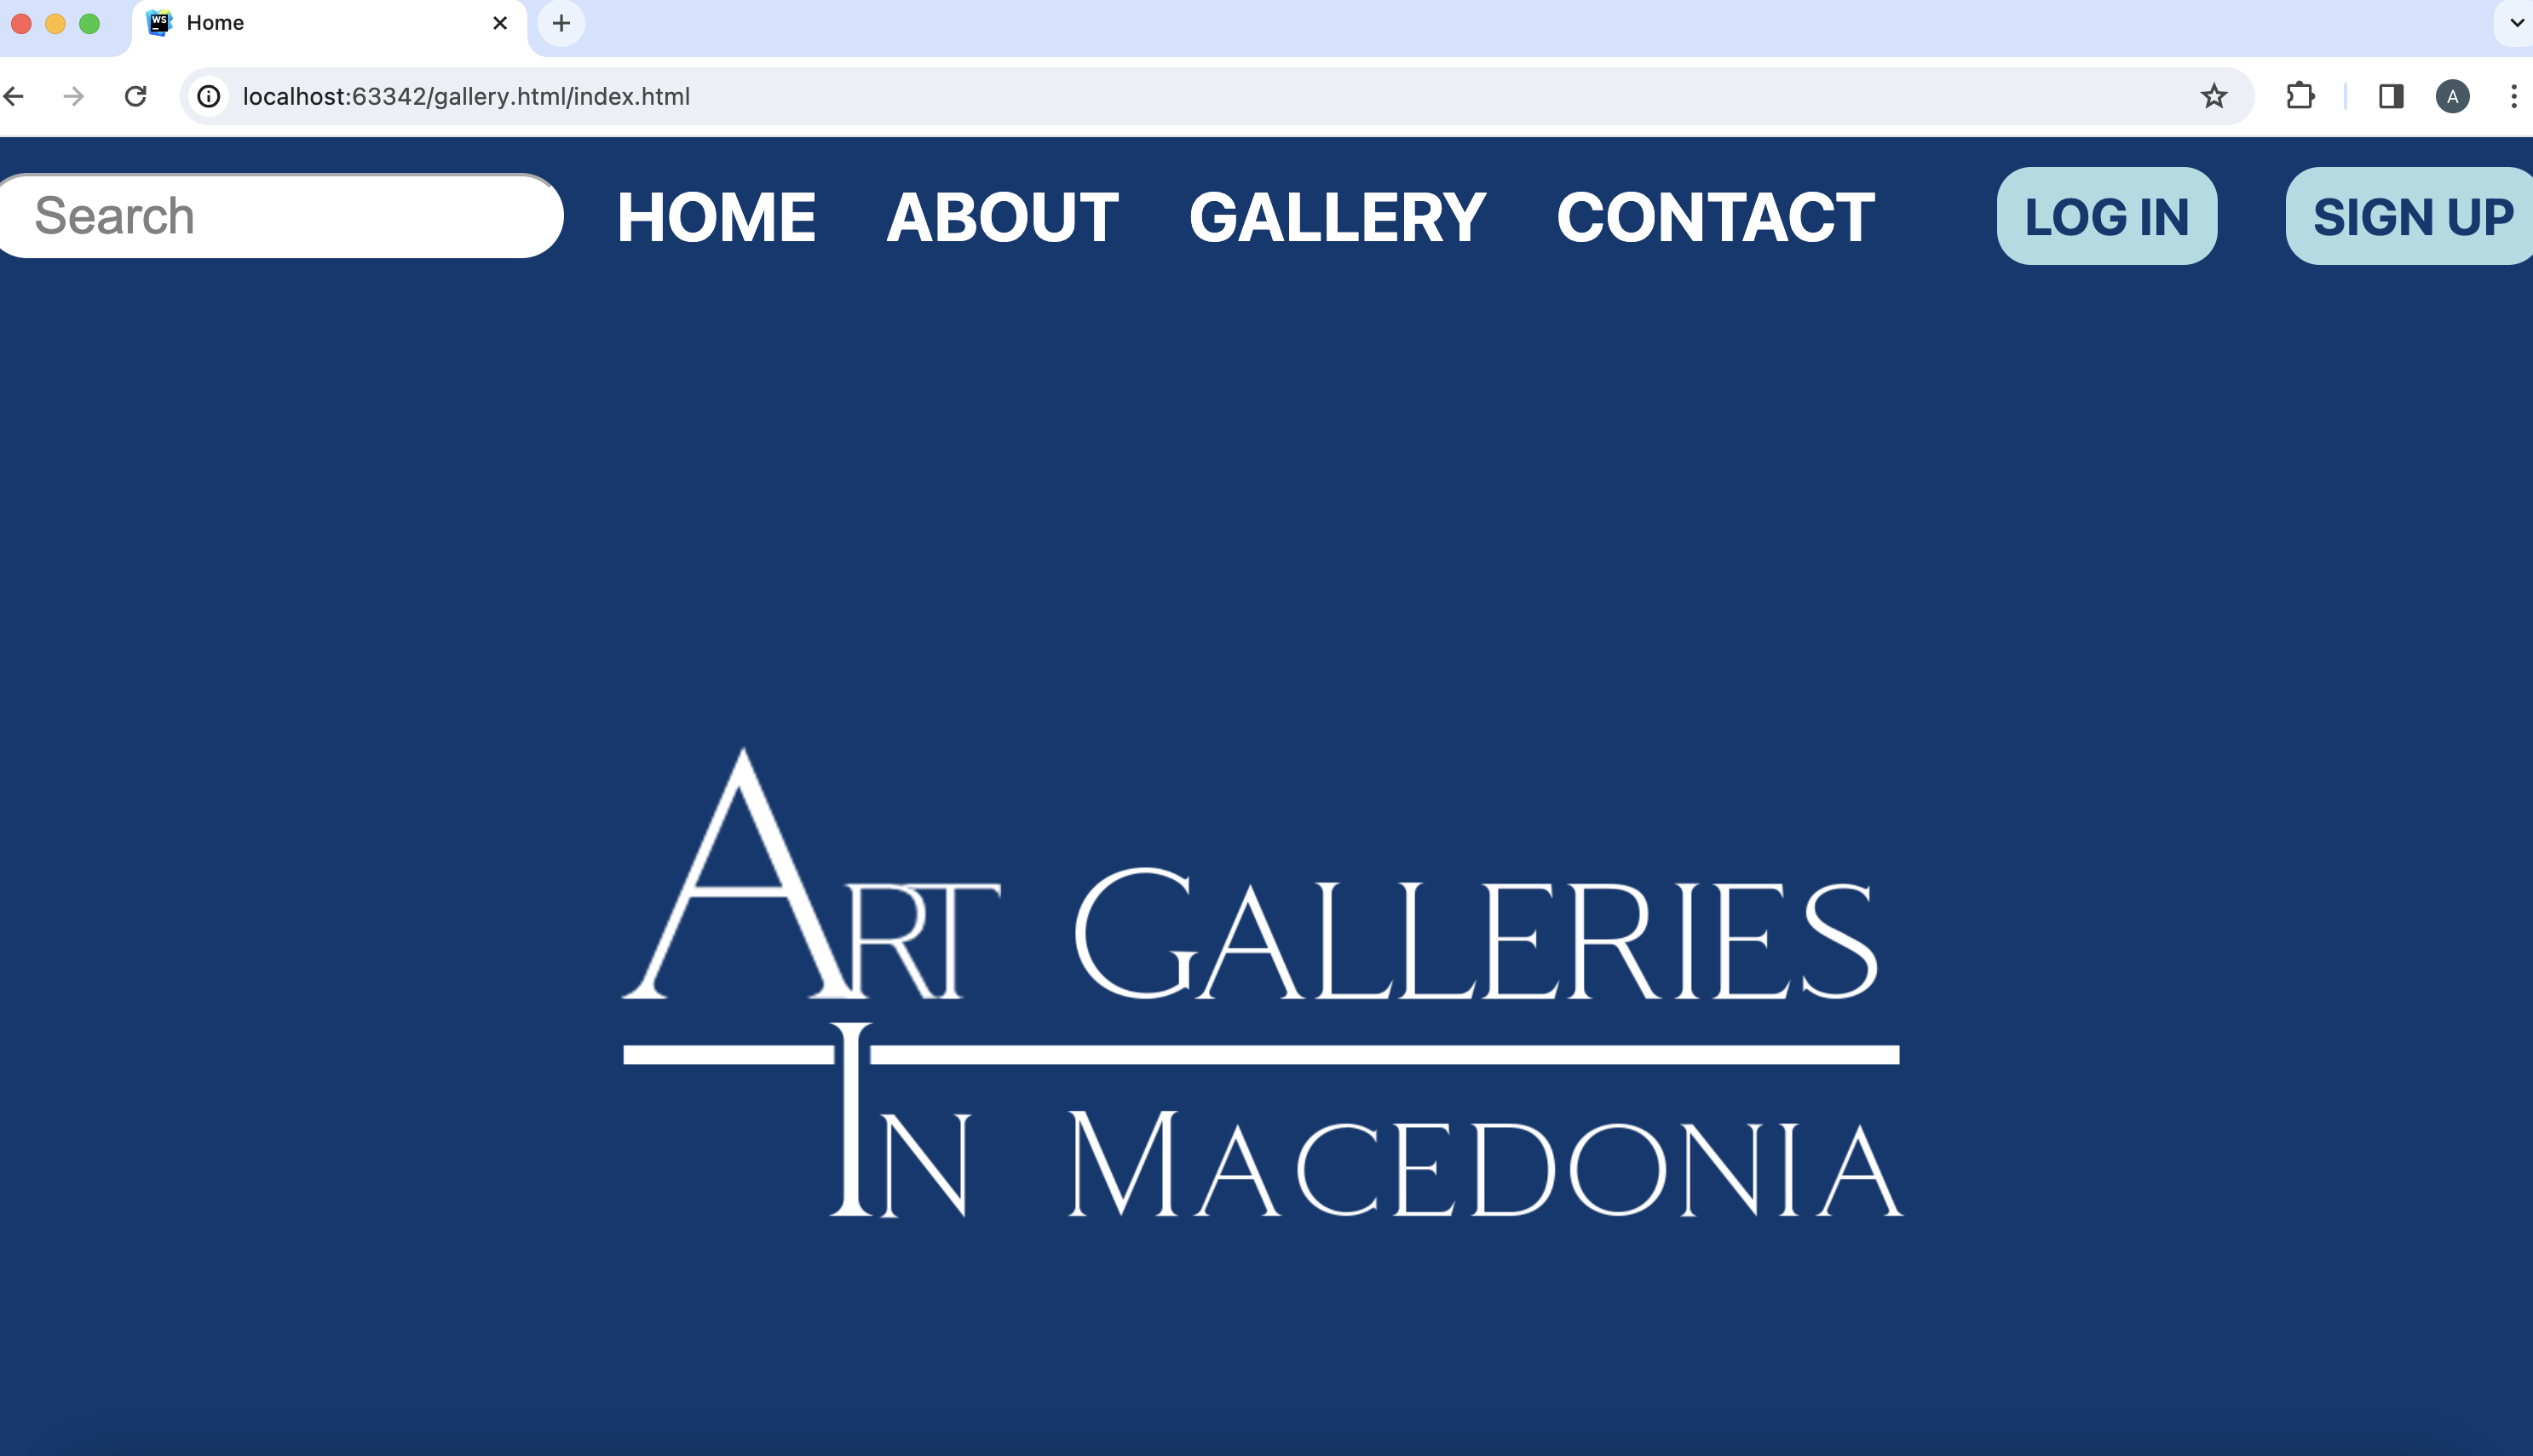 WS Home
localhost:63342/gallery.html/index.html
A
Search HOME ABOUT GALLERY CONTACT LOG IN SIGN UP
ART GALLERIES
IN MACEDONIA